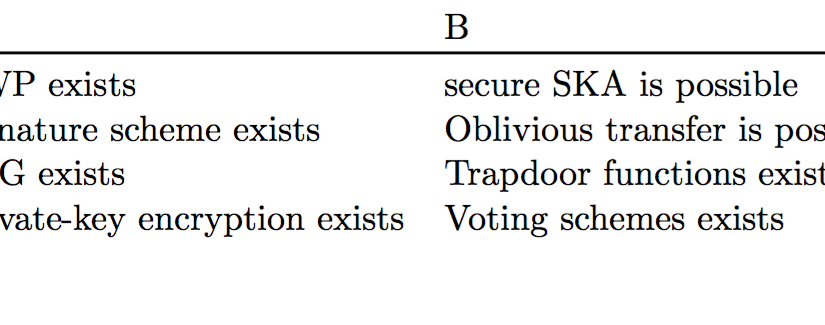 B
VP exists secure SKA is possible
nature scheme exists Oblivious transfer is pos
G exists Trapdoor functions exist
vate-key encryption exists Voting schemes exists